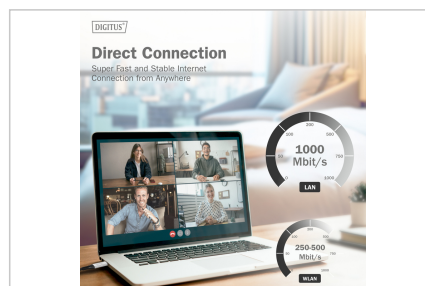 DIGITUS
Direct Connection
Super Fast and Stable Internet
Connection from Anywhere
1000
Mbit/s
LAN
250-500
Mbit/s
WLAN